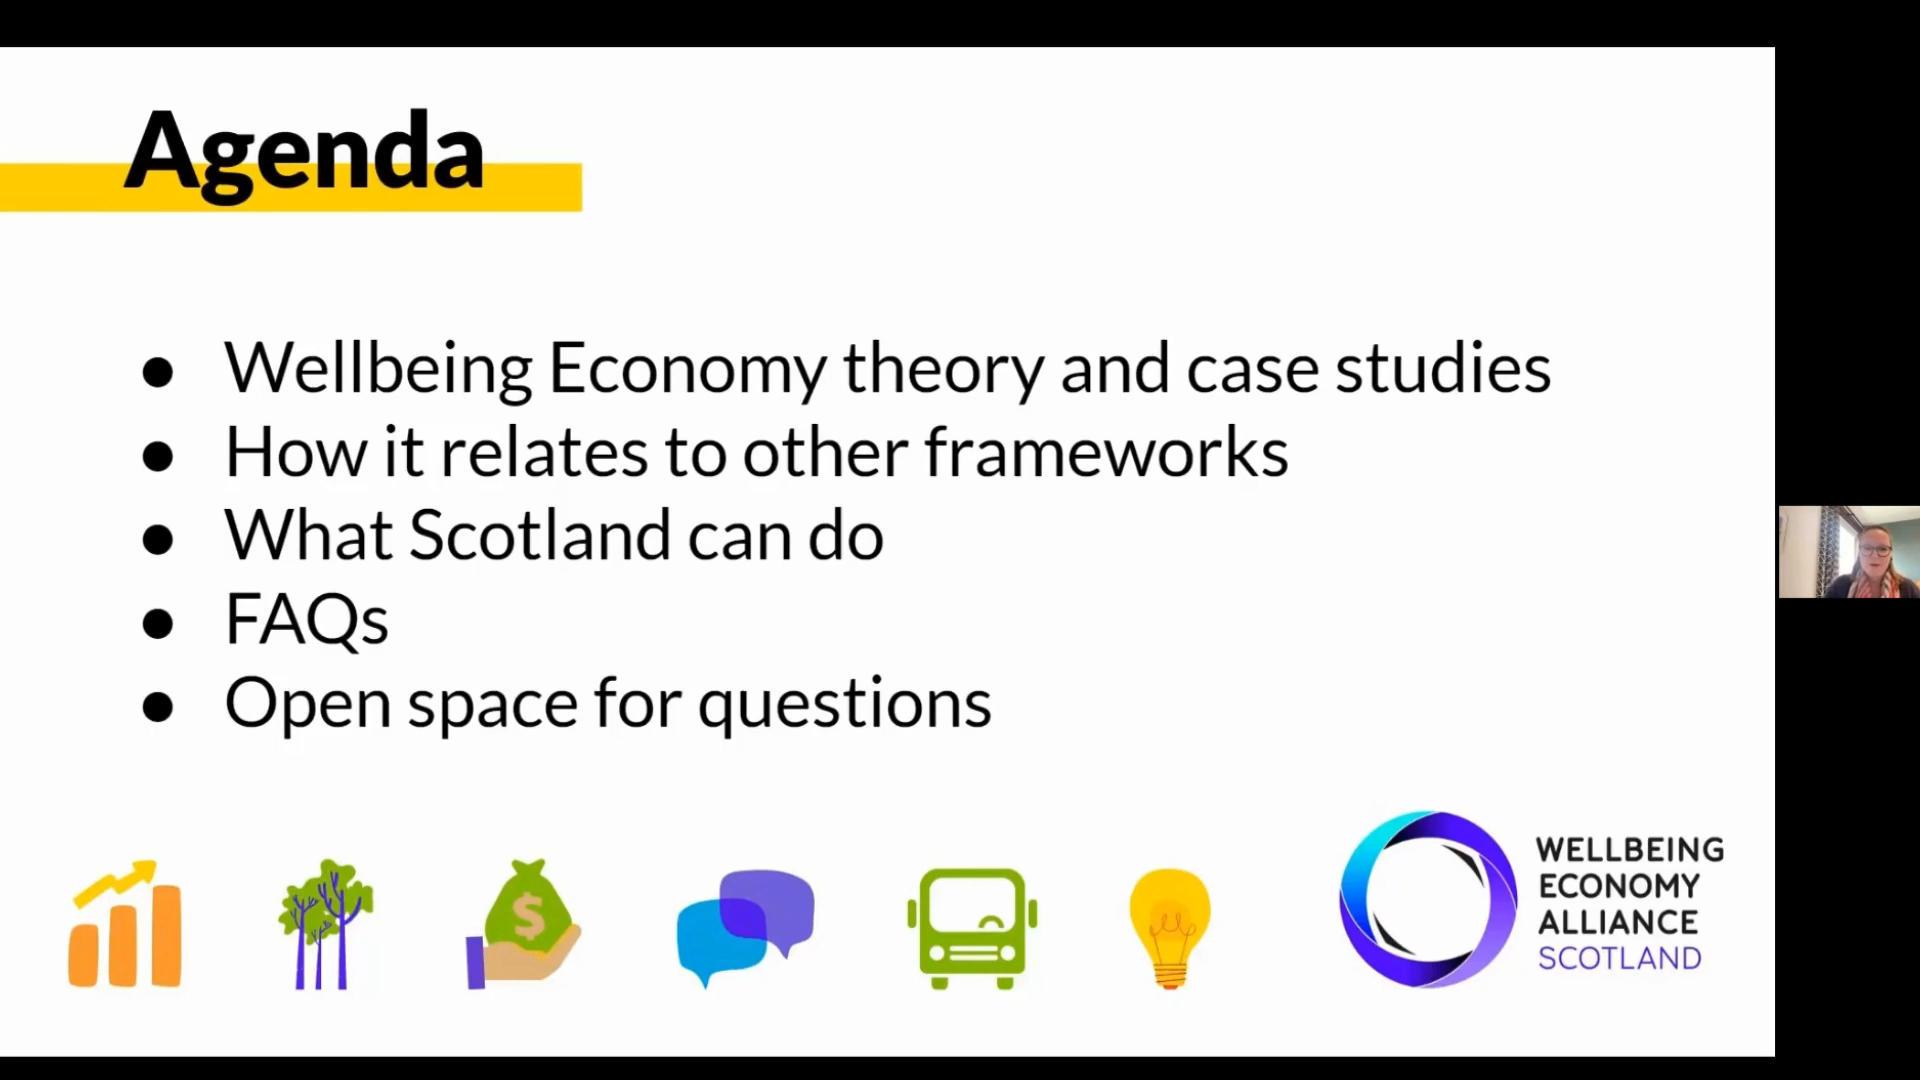 Agenda
● Wellbeing Economy theory and case studies
● How it relates to other frameworks
● What Scotland can do
● FAQs
● Open space for questions
$
WELLBEING
ECONOMY
ALLIANCE
SCOTLAND